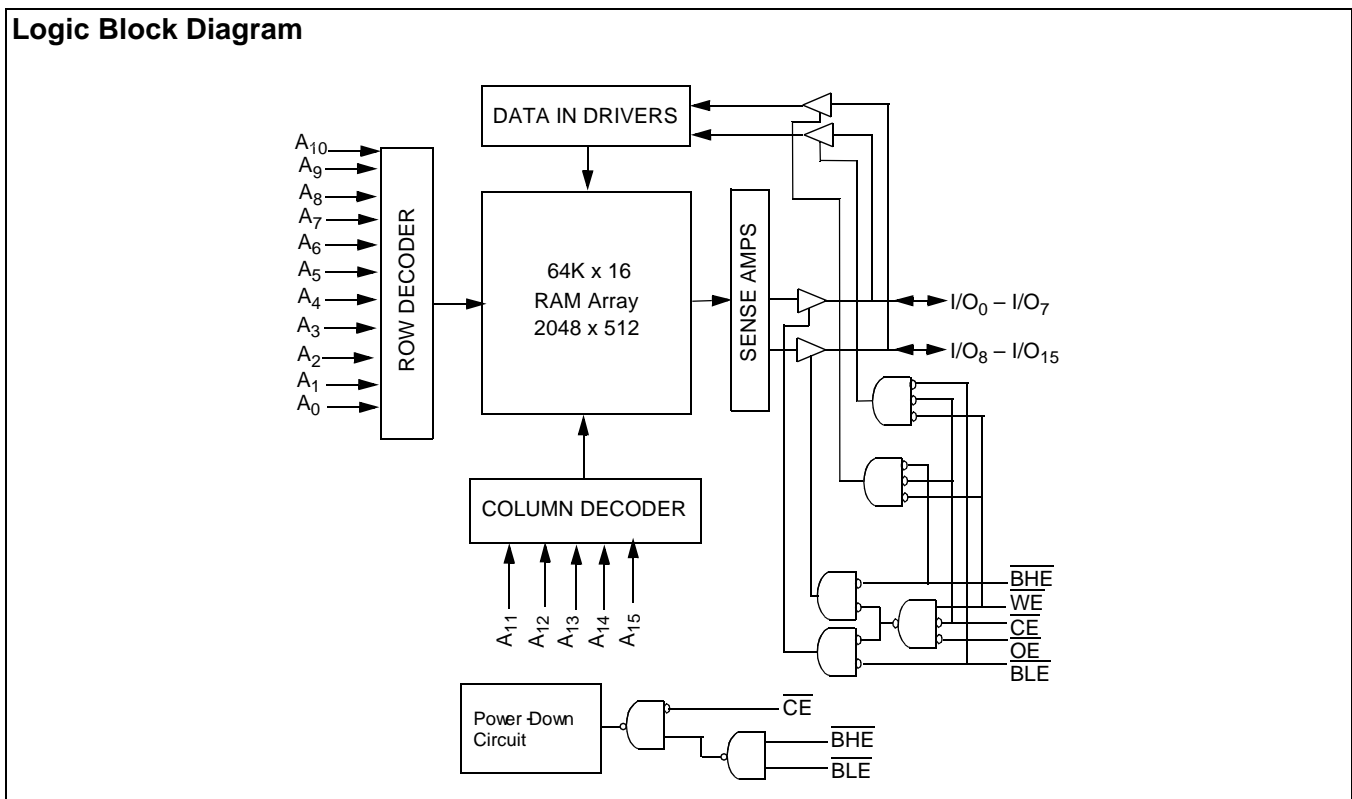 Logic Block Diagram
DATA IN DRIVERS
A10
A9
A8
A7
A6
A5
A4
A3
A2
A1
A0
ROW DECODER
64K x 16
RAM Array
2048 x 512
SENSE AMPS
I/O0 – I/O7
I/O8 – I/O15
COLUMN DECODER
A11
A12
A13
A14
A15
BHE
WE
CE
OE
BLE
Power-Down
Circuit
CE
BHE
BLE